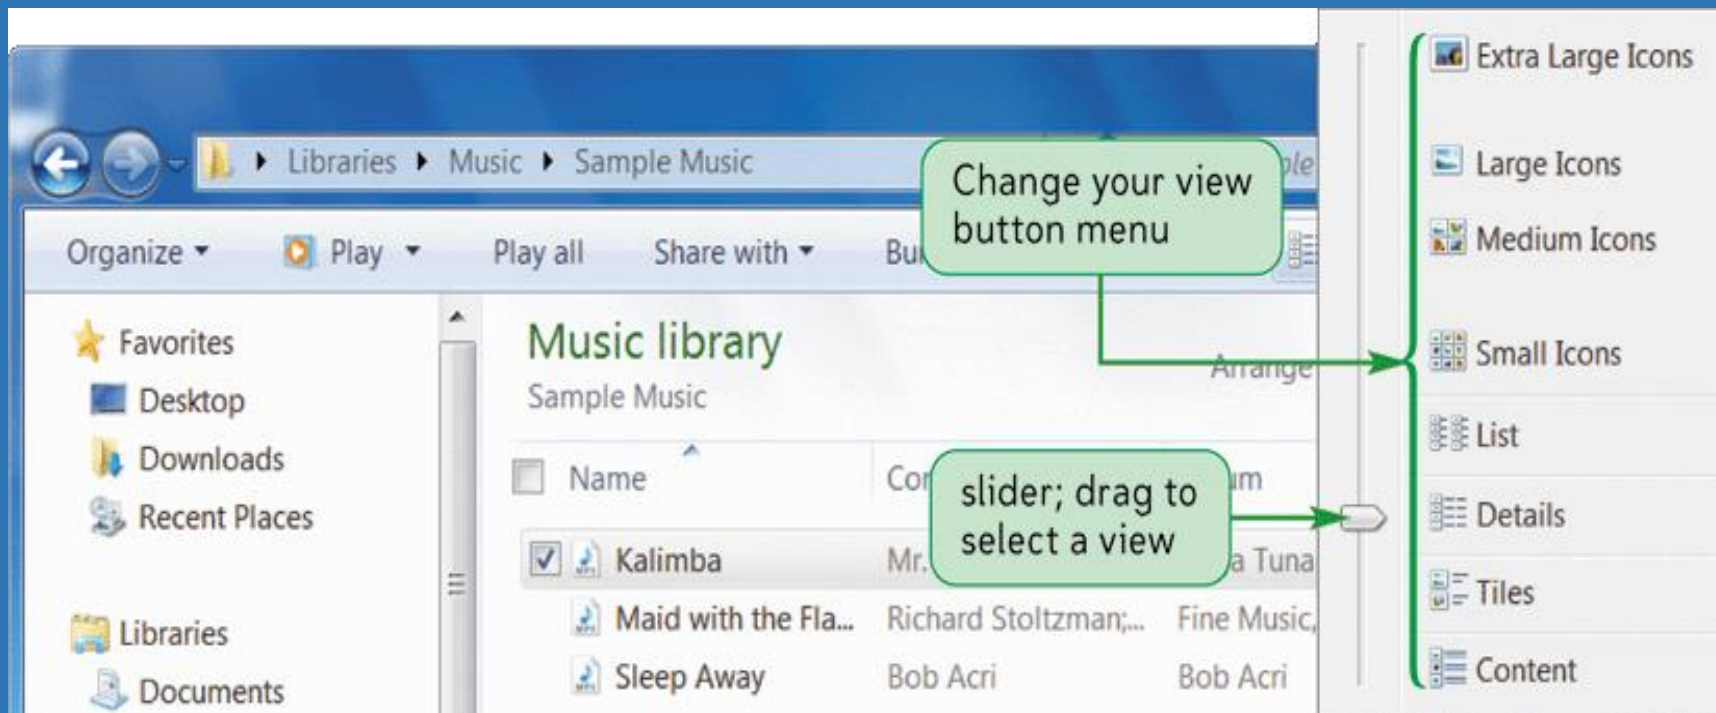 Libraries Music Sample Music
Organize Play Play all Share with
Change your view
button menu
Favorites
Desktop
Downloads
Recent Places
Libraries
Documents
Music library
Sample Music
Arrange
Name
slider; drag to
select a view
Kalimba Mr.
Maid with the Fla... Richard Stoltzman;... Fine Music,
Sleep Away Bob Acri Bob Acri
Extra Large Icons
Large Icons
Medium Icons
Small Icons
List
Details
Tiles
Content